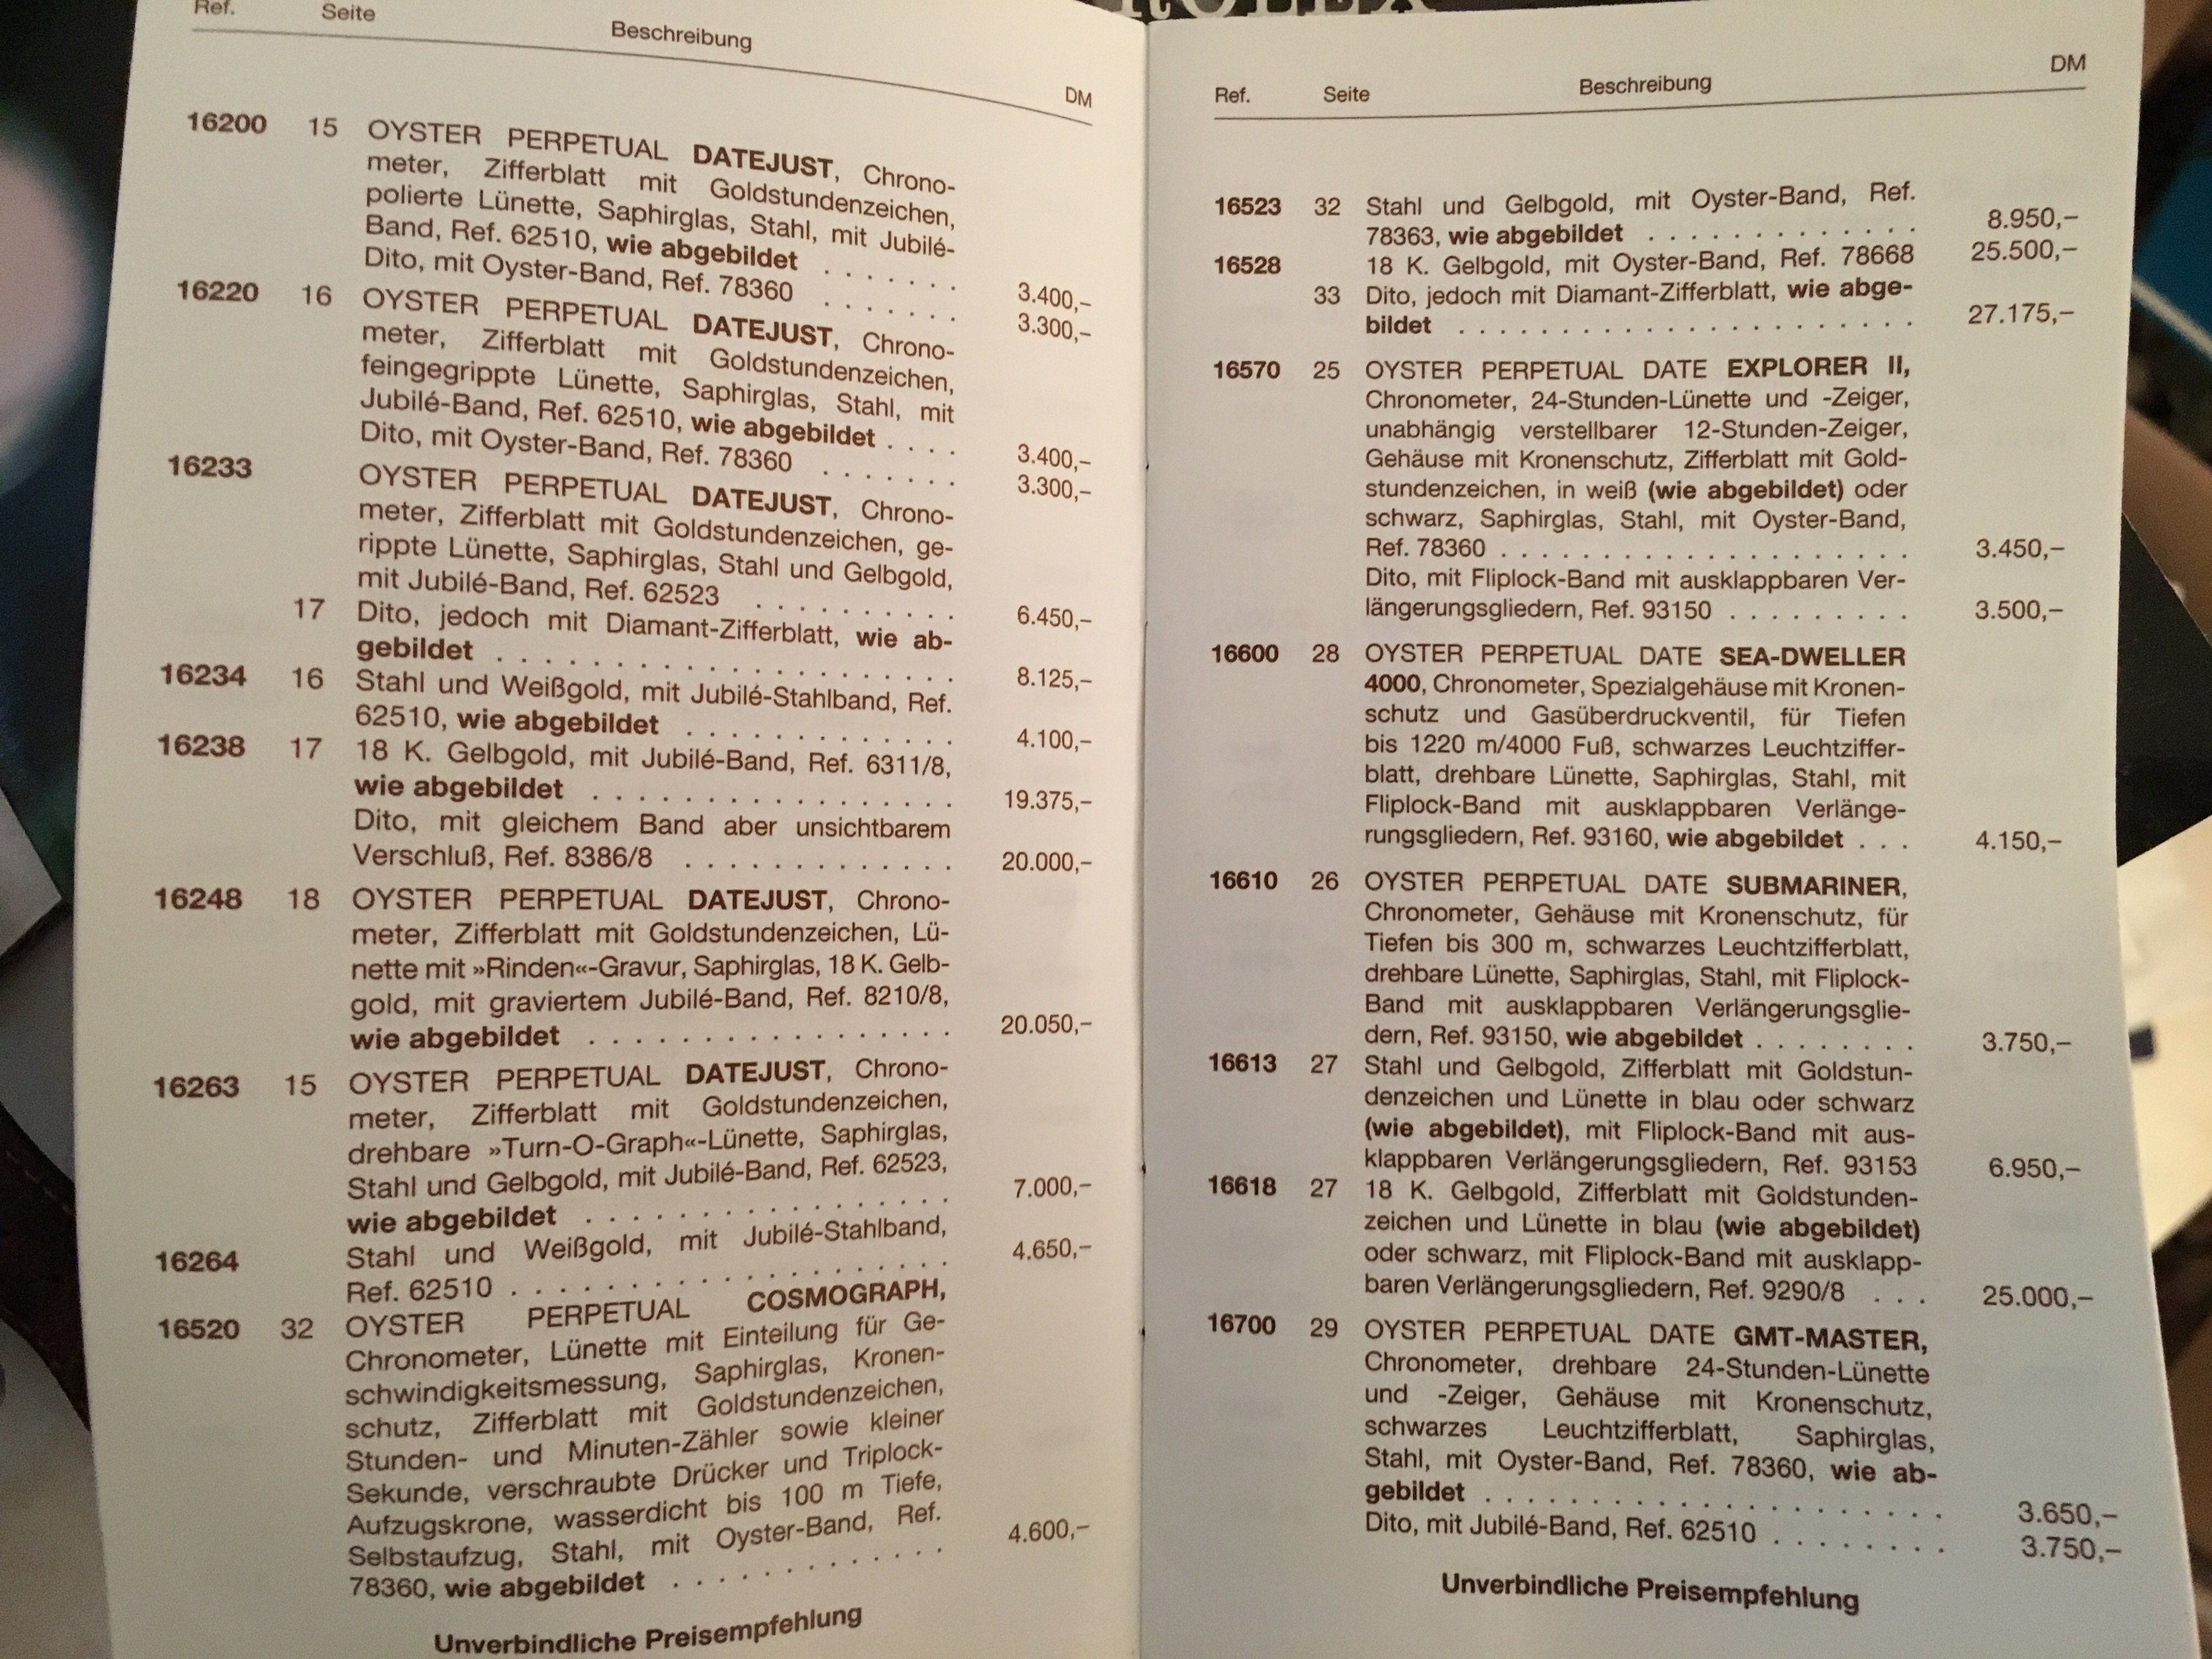 ROLEX
Ref. Seite Beschreibung DM
16200 15 OYSTER PERPETUAL DATEJUST, Chrono-
meter, Zifferblatt mit Goldstundenzeichen,
polierte Lünette, Saphirglas, Stahl, mit Jubilé-
Band, Ref. 62510, wie abgebildet . . . . . . . 3.400,–
Dito, mit Oyster-Band, Ref. 78360 . . . . . . . 3.300,–
16220 16 OYSTER PERPETUAL DATEJUST, Chrono-
meter, Zifferblatt mit Goldstundenzeichen,
feingegrippte Lünette, Saphirglas, Stahl, mit
Jubilé-Band, Ref. 62510, wie abgebildet . . . . 3.400,–
Dito, mit Oyster-Band, Ref. 78360 . . . . . . . 3.300,–
16233 OYSTER PERPETUAL DATEJUST, Chrono-
meter, Zifferblatt mit Goldstundenzeichen, ge-
rippte Lünette, Saphirglas, Stahl und Gelbgold,
mit Jubilé-Band, Ref. 62523 . . . . . . . . . . 6.450,–
17 Dito, jedoch mit Diamant-Zifferblatt, wie ab-
gebildet . . . . . . . . . . . . . . . . . . . . 8.125,–
16234 16 Stahl und Weißgold, mit Jubilé-Stahlband, Ref.
62510, wie abgebildet . . . . . . . . . . . . . 4.100,–
16238 17 18 K. Gelbgold, mit Jubilé-Band, Ref. 6311/8,
wie abgebildet . . . . . . . . . . . . . . . . 19.375,–
Dito, mit gleichem Band aber unsichtbarem
Verschluß, Ref. 8386/8 . . . . . . . . . . . . . 20.000,–
16248 18 OYSTER PERPETUAL DATEJUST, Chrono-
meter, Zifferblatt mit Goldstundenzeichen, Lü-
nette mit »Rinden«-Gravur, Saphirglas, 18 K. Gelb-
gold, mit graviertem Jubilé-Band, Ref. 8210/8,
wie abgebildet . . . . . . . . . . . . . . . . 20.050,–
16263 15 OYSTER PERPETUAL DATEJUST, Chrono-
meter, Zifferblatt mit Goldstundenzeichen,
drehbare »Turn-O-Graph«-Lünette, Saphirglas,
Stahl und Gelbgold, mit Jubilé-Band, Ref. 62523,
wie abgebildet . . . . . . . . . . . . . . . . 7.000,–
16264 Stahl und Weißgold, mit Jubilé-Stahlband,
Ref. 62510 . . . . . . . . . . . . . . . . . . . 4.650,–
16520 32 OYSTER PERPETUAL COSMOGRAPH,
Chronometer, Lünette mit Einteilung für Ge-
schwindigkeitsmessung, Saphirglas, Kronen-
schutz, Zifferblatt mit Goldstundenzeichen,
Stunden- und Minuten-Zähler sowie kleiner
Sekunde, verschraubte Drücker und Triplock-
Aufzugskrone, wasserdicht bis 100 m Tiefe,
Selbstaufzug, Stahl, mit Oyster-Band, Ref.
78360, wie abgebildet . . . . . . . . . . . . . 4.600,–
Unverbindliche Preisempfehlung
Ref. Seite Beschreibung DM
16523 32 Stahl und Gelbgold, mit Oyster-Band, Ref.
78363, wie abgebildet . . . . . . . . . . . . . 8.950,–
16528 18 K. Gelbgold, mit Oyster-Band, Ref. 78668 25.500,–
33 Dito, jedoch mit Diamant-Zifferblatt, wie abge-
bildet . . . . . . . . . . . . . . . . . . . . . 27.175,–
16570 25 OYSTER PERPETUAL DATE EXPLORER II,
Chronometer, 24-Stunden-Lünette und -Zeiger,
unabhängig verstellbarer 12-Stunden-Zeiger,
Gehäuse mit Kronenschutz, Zifferblatt mit Gold-
stundenzeichen, in weiß (wie abgebildet) oder
schwarz, Saphirglas, Stahl, mit Oyster-Band,
Ref. 78360 . . . . . . . . . . . . . . . . . . . 3.450,–
Dito, mit Fliplock-Band mit ausklappbaren Ver-
längerungsgliedern, Ref. 93150 . . . . . . . . . 3.500,–
16600 28 OYSTER PERPETUAL DATE SEA-DWELLER
4000, Chronometer, Spezialgehäuse mit Kronen-
schutz und Gasüberdruckventil, für Tiefen
bis 1220 m/4000 Fuß, schwarzes Leuchtziffer-
blatt, drehbare Lünette, Saphirglas, Stahl, mit
Fliplock-Band mit ausklappbaren Verlänge-
rungsgliedern, Ref. 93160, wie abgebildet . . . 4.150,–
16610 26 OYSTER PERPETUAL DATE SUBMARINER,
Chronometer, Gehäuse mit Kronenschutz, für
Tiefen bis 300 m, schwarzes Leuchtzifferblatt,
drehbare Lünette, Saphirglas, Stahl, mit Fliplock-
Band mit ausklappbaren Verlängerungsglie-
dern, Ref. 93150, wie abgebildet . . . . . . . . 3.750,–
16613 27 Stahl und Gelbgold, Zifferblatt mit Goldstun-
denzeichen und Lünette in blau oder schwarz
(wie abgebildet), mit Fliplock-Band mit aus-
klappbaren Verlängerungsgliedern, Ref. 93153 6.950,–
16618 27 18 K. Gelbgold, Zifferblatt mit Goldstunden-
zeichen und Lünette in blau (wie abgebildet)
oder schwarz, mit Fliplock-Band mit ausklapp-
baren Verlängerungsgliedern, Ref. 9290/8 . . . 25.000,–
16700 29 OYSTER PERPETUAL DATE GMT-MASTER,
Chronometer, drehbare 24-Stunden-Lünette
und -Zeiger, Gehäuse mit Kronenschutz,
schwarzes Leuchtzifferblatt, Saphirglas,
Stahl, mit Oyster-Band, Ref. 78360, wie ab-
gebildet . . . . . . . . . . . . . . . . . . . . 3.650,–
Dito, mit Jubilé-Band, Ref. 62510 . . . . . . . . 3.750,–
Unverbindliche Preisempfehlung